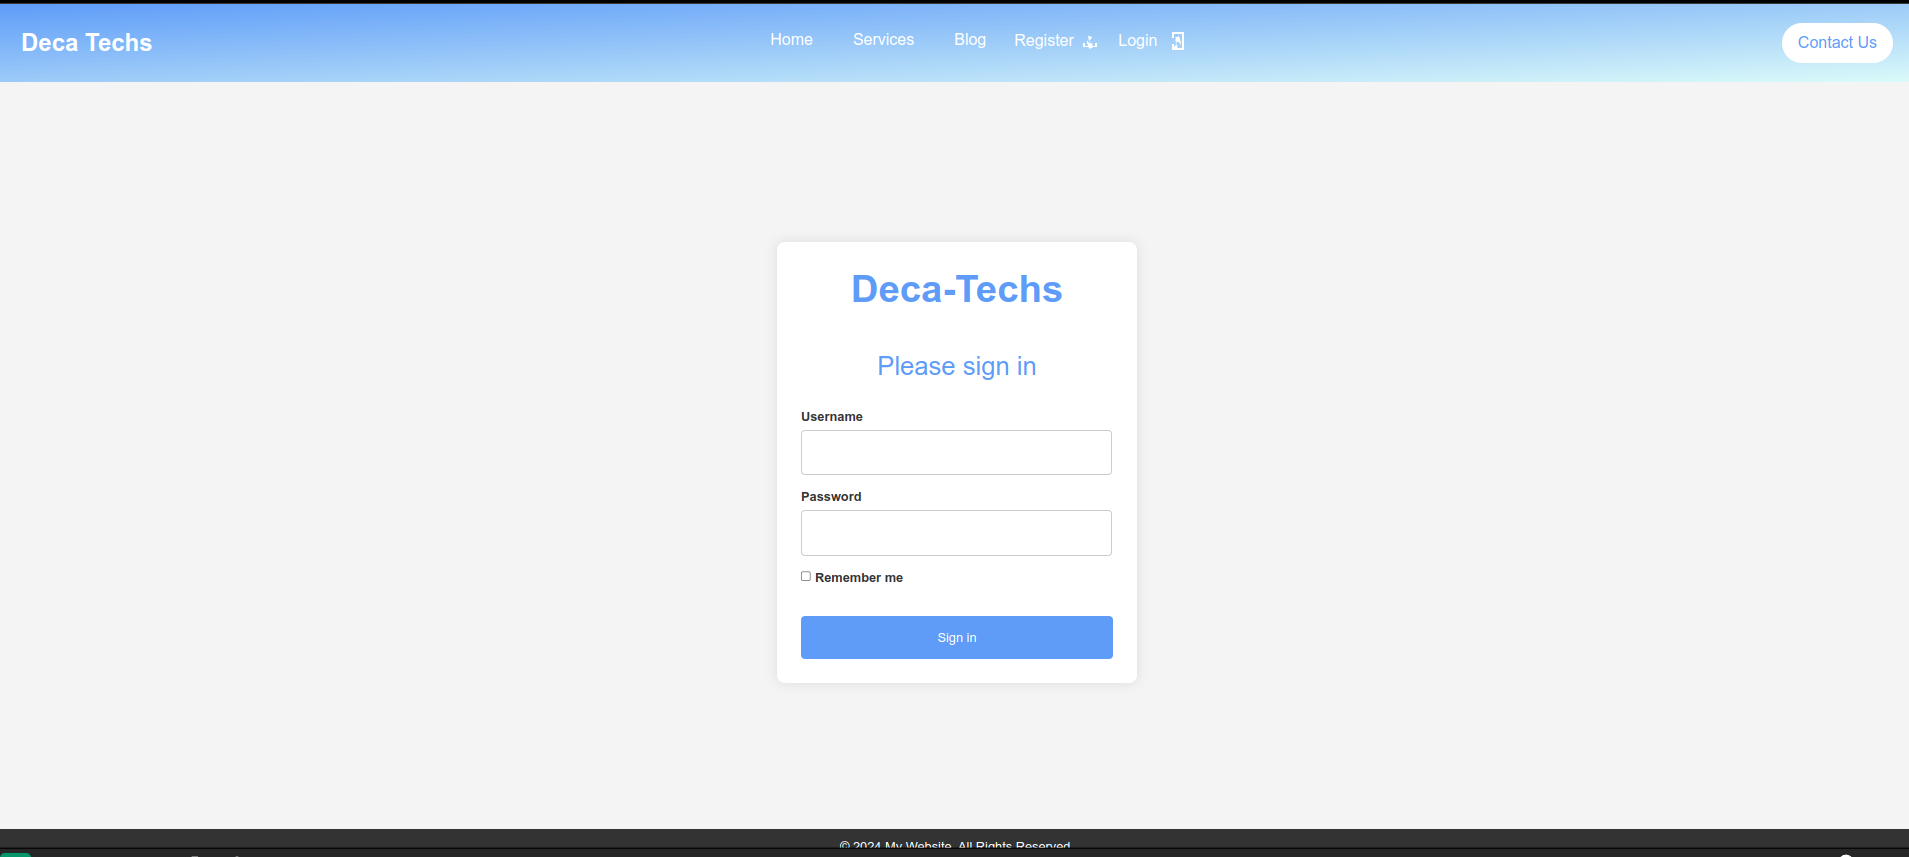 Deca Techs
Home Services Blog Register Login
Contact Us
Deca-Techs
Please sign in
Username
Password
Remember me
Sign in
© 2024 My Website. All Rights Reserved